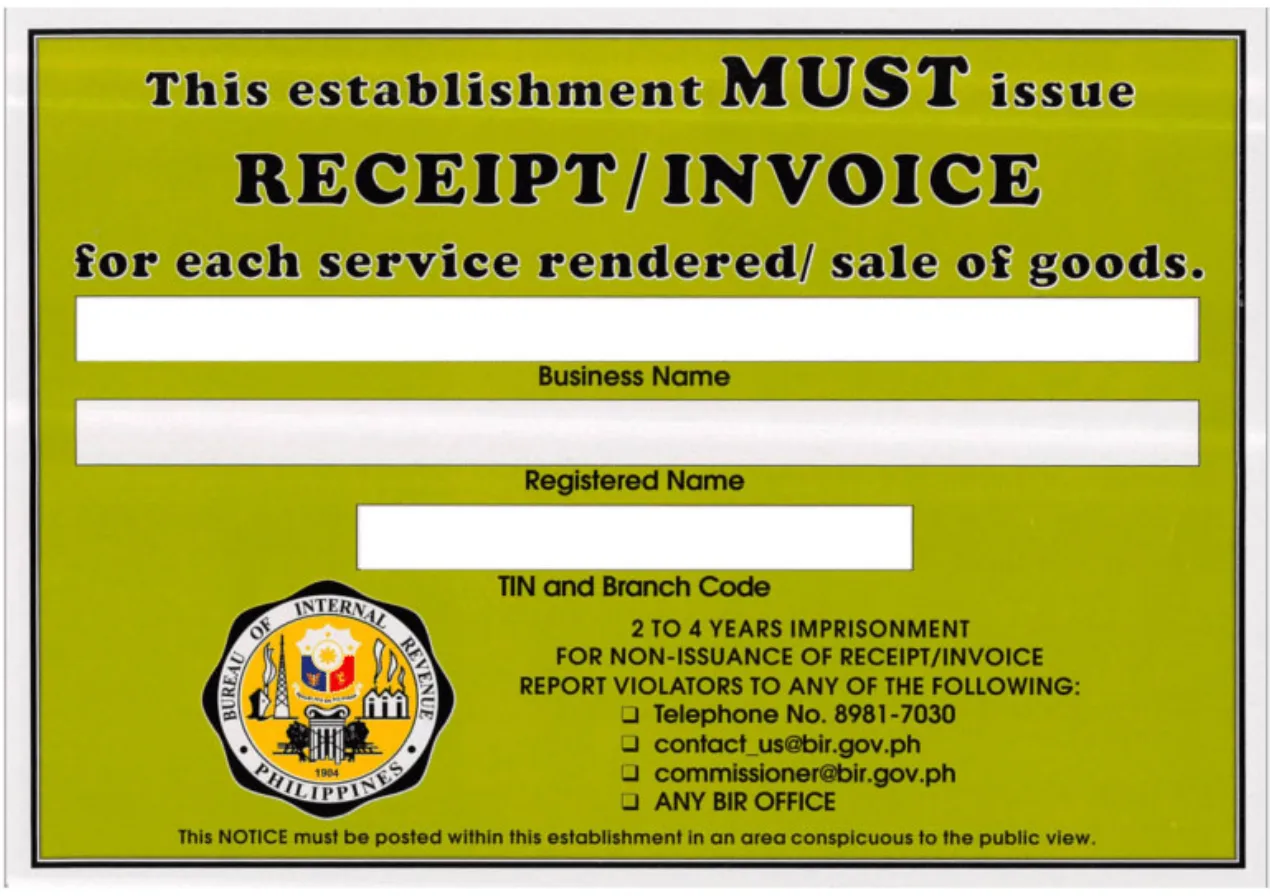 This establishment MUST issue
RECEIPT/INVOICE
for each service rendered/ sale of goods.
Business Name
Registered Name
TIN and Branch Code
BUREAU OF INTERNAL REVENUE
1904
PHILIPPINES
2 TO 4 YEARS IMPRISONMENT
FOR NON-ISSUANCE OF RECEIPT/INVOICE
REPORT VIOLATORS TO ANY OF THE FOLLOWING:
❑ Telephone No. 8981-7030
❑ contact_us@bir.gov.ph
❑ commissioner@bir.gov.ph
❑ ANY BIR OFFICE
This NOTICE must be posted within this establishment in an area conspicuous to the public view.